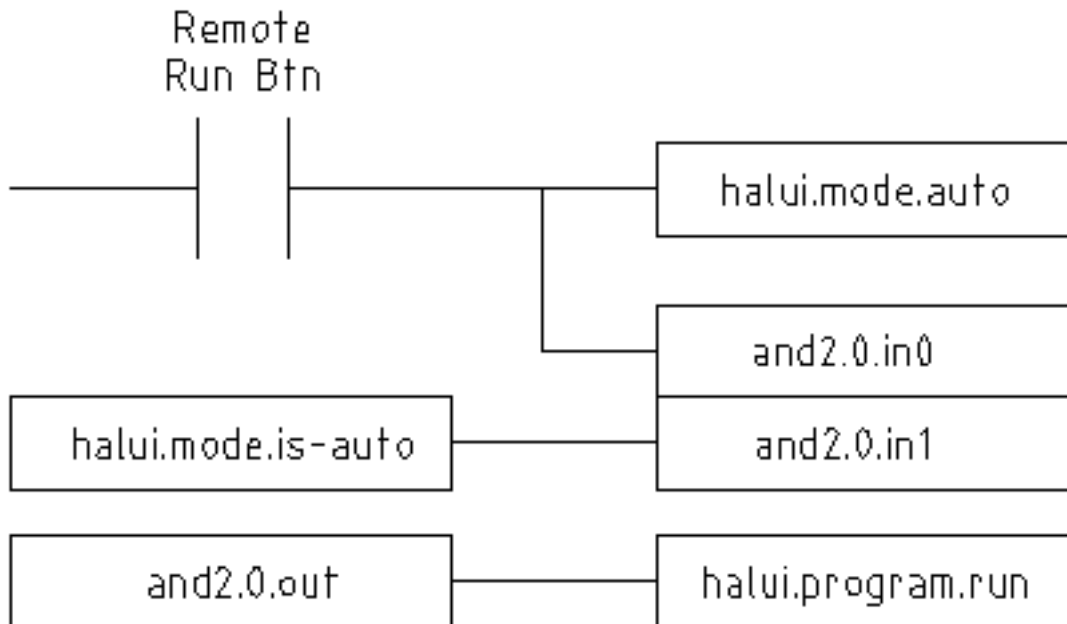 Remote
Run Btn
halui.mode.auto
and2.0.in0
halui.mode.is-auto
and2.0.in1
and2.0.out
halui.program.run